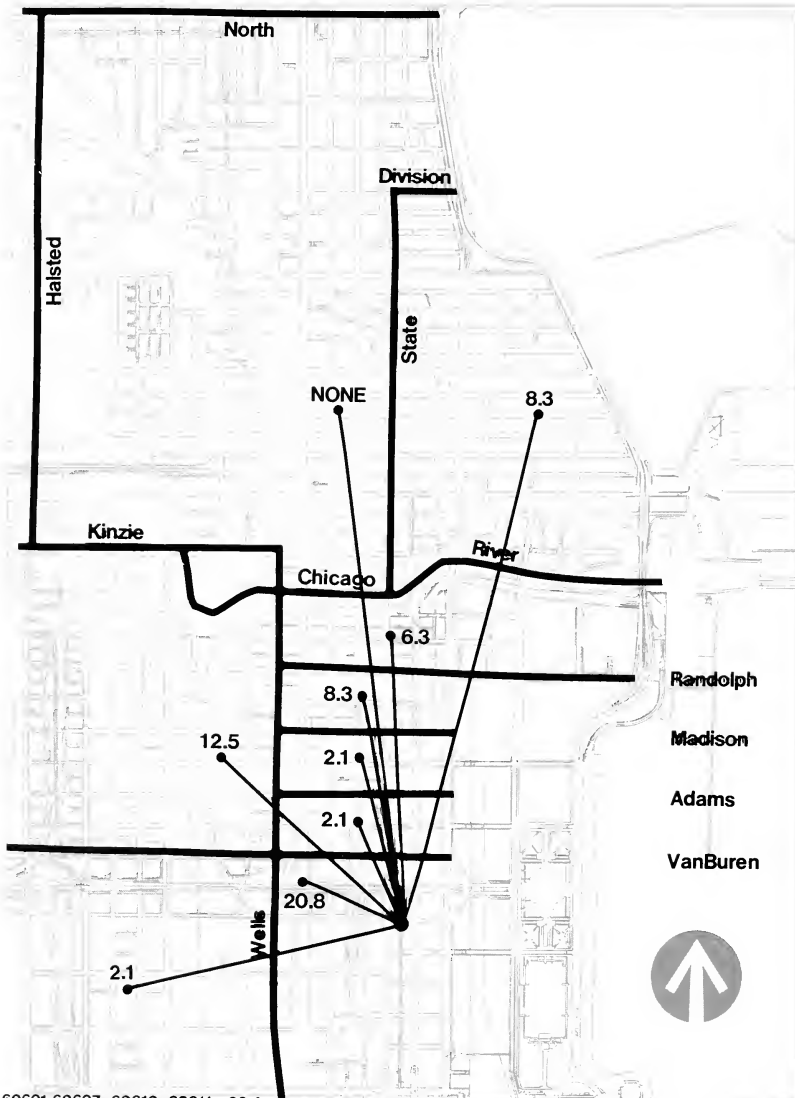 North
Division
Halsted
State
NONE
8.3
Kinzie
River
Chicago
6.3
Randolph
8.3
Madison
12.5
2.1
Adams
2.1
VanBuren
20.8
Wells
2.1